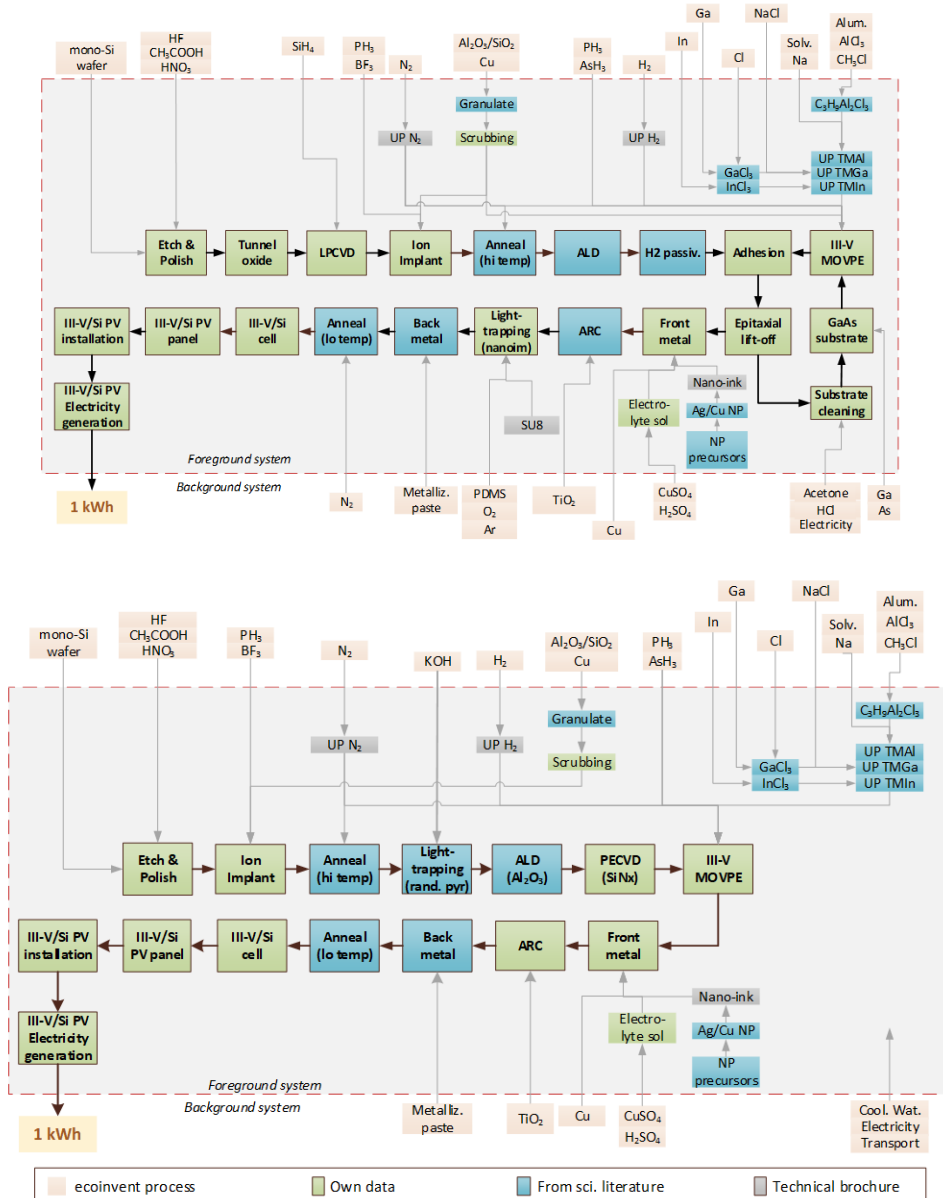 mono-Si
wafer
HF
CH₃COOH
HNO₃
SiH₄
PH₃
BF₃
N₂
Al₂O₃/SiO₂
Cu
PH₃
AsH₃
H₂
In
Ga
Cl
NaCl
Solv.
Na
Alum.
AlCl₃
CH₃Cl
Granulate
Scrubbing
UP N₂
UP H₂
C₃H₉Al₂Cl₃
GaCl₃
InCl₃
UP TMAl
UP TMGa
UP TMIn
Etch &
Polish
Tunnel
oxide
LPCVD
Ion
Implant
Anneal
(hi temp)
ALD
H2 passiv.
Adhesion
III-V
MOVPE
III-V/Si PV
installation
III-V/Si PV
panel
III-V/Si
cell
Anneal
(lo temp)
Back
metal
Light-
trapping
(nanoim)
ARC
Front
metal
Epitaxial
lift-off
GaAs
substrate
III-V/Si PV
Electricity
generation
Substrate
cleaning
SU8
Electro-
lyte sol
Nano-ink
Ag/Cu NP
NP
precursors
Foreground system
Background system
1 kWh
N₂
Metalliz.
paste
PDMS
O₂
Ar
TiO₂
Cu
CuSO₄
H₂SO₄
Acetone
HCl
Electricity
Ga
As
mono-Si
wafer
HF
CH₃COOH
HNO₃
PH₃
BF₃
N₂
KOH
H₂
Al₂O₃/SiO₂
Cu
PH₃
AsH₃
In
Ga
Cl
NaCl
Solv.
Na
Alum.
AlCl₃
CH₃Cl
Granulate
Scrubbing
UP N₂
UP H₂
C₃H₉Al₂Cl₃
GaCl₃
InCl₃
UP TMAl
UP TMGa
UP TMIn
Etch &
Polish
Ion
Implant
Anneal
(hi temp)
Light-
trapping
(rand. pyr)
ALD
(Al₂O₃)
PECVD
(SiNx)
III-V
MOVPE
III-V/Si PV
installation
III-V/Si
PV panel
III-V/Si
cell
Anneal
(lo temp)
Back
metal
ARC
Front
metal
III-V/Si PV
Electricity
generation
Electro-
lyte sol
Nano-ink
Ag/Cu NP
NP
precursors
Foreground system
Background system
1 kWh
Metalliz.
paste
TiO₂
Cu
CuSO₄
H₂SO₄
Cool. Wat.
Electricity
Transport
ecoinvent process
Own data
From sci. literature
Technical brochure